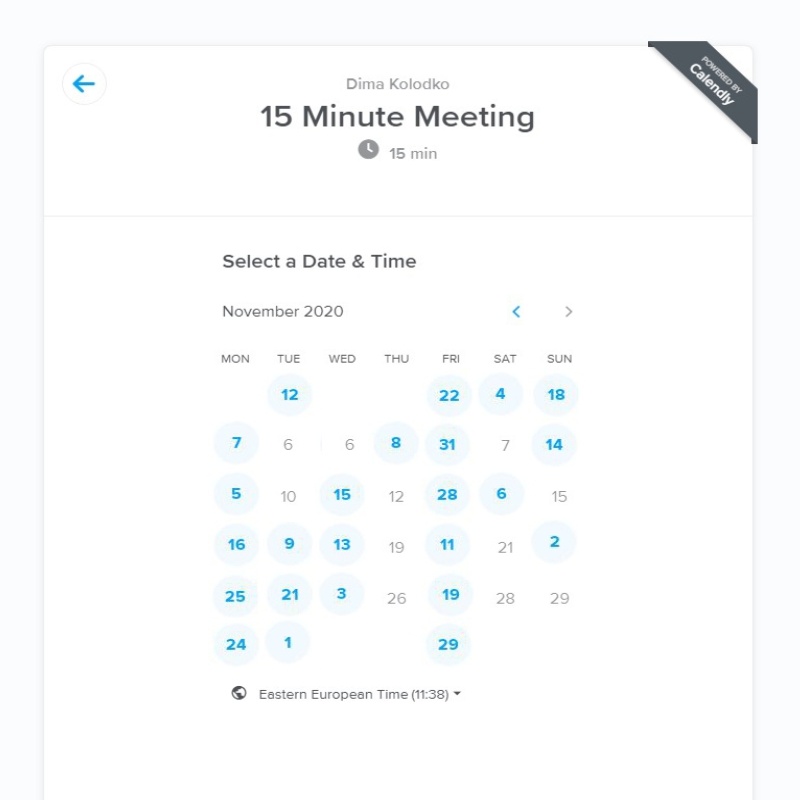 POWERED BY
Calendly
Dima Kolodko
15 Minute Meeting
15 min
Select a Date & Time
November 2020
MON TUE WED THU FRI SAT SUN
12 22 4 18
7 6 6 8 31 7 14
5 10 15 12 28 6 15
16 9 13 19 11 21 2
25 21 3 26 19 28 29
24 1 29
Eastern European Time (11:38)